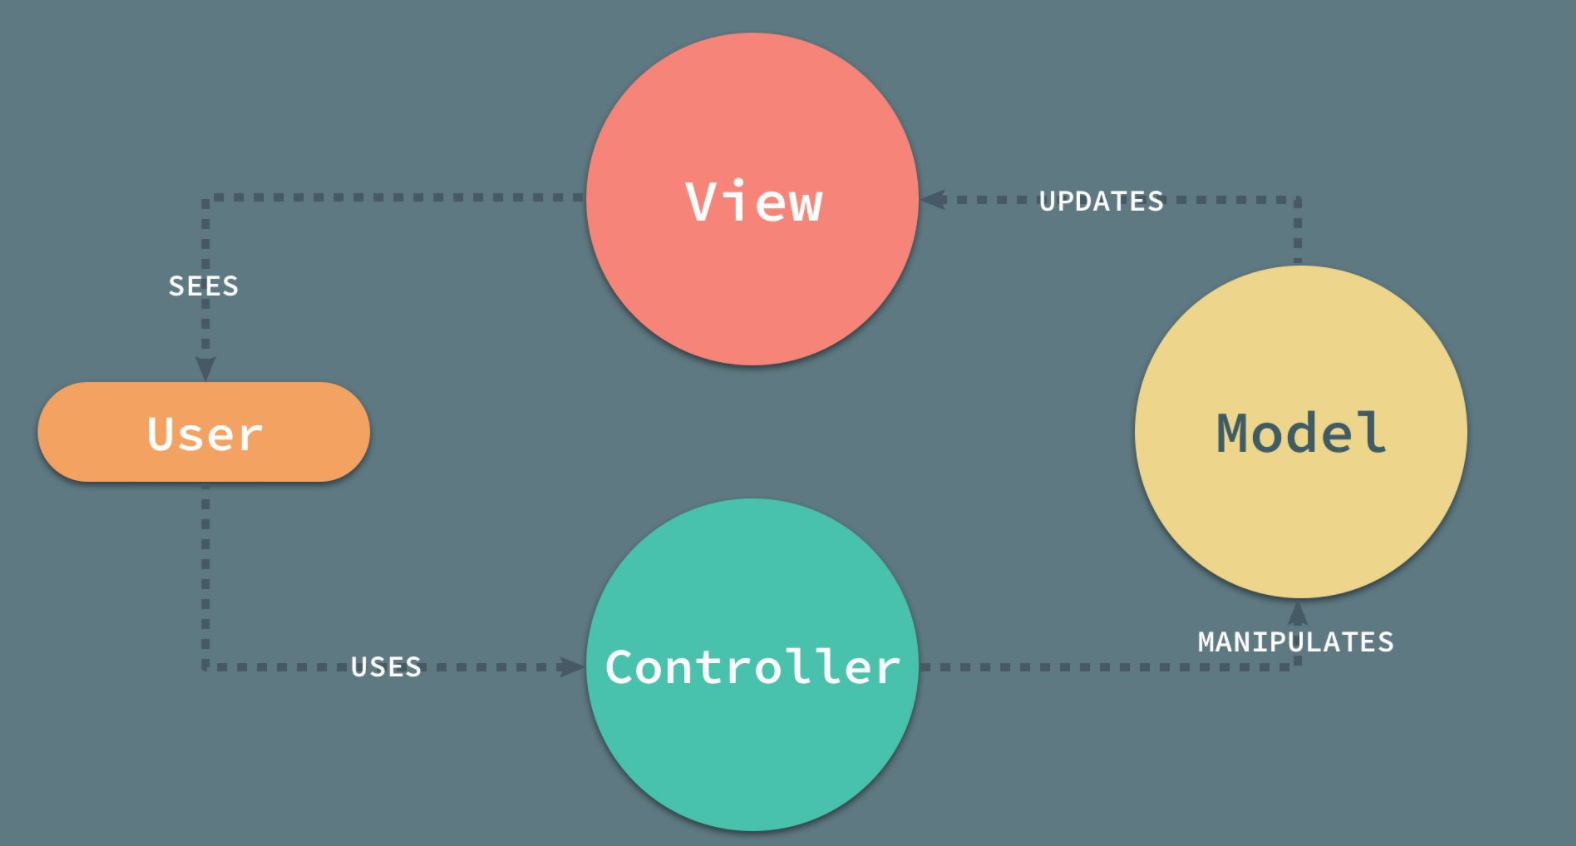 View
UPDATES
SEES
User
Model
Controller
USES
MANIPULATES